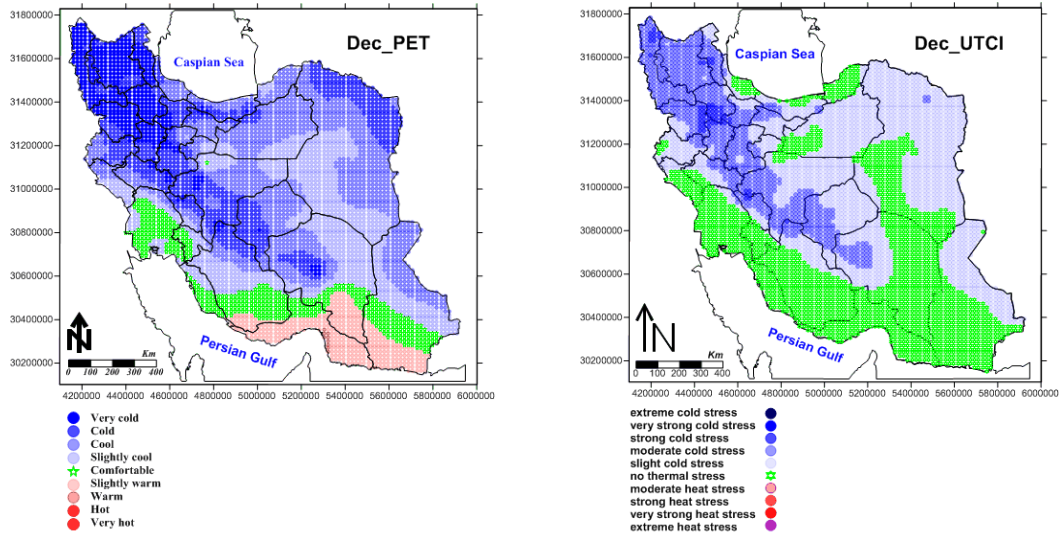 31800000
Dec_PET
31600000
Caspian Sea
31400000
31200000
31000000
30800000
30600000
30400000
N
Persian Gulf
Km
30200000
0 100 200 300 400
4200000 4400000 4600000 4800000 5000000 5200000 5400000 5600000 5800000 6000000
Very cold
Cold
Cool
Slightly cool
Comfortable
Slightly warm
Warm
Hot
Very hot
31800000
Dec_UTCI
31600000
Caspian Sea
31400000
31200000
31000000
30800000
30600000
30400000
N
Persian Gulf
Km
30200000
0 100 200 300 400
4200000 4400000 4600000 4800000 5000000 5200000 5400000 5600000 5800000 6000000
extreme cold stress
very strong cold stress
strong cold stress
moderate cold stress
slight cold stress
no thermal stress
moderate heat stress
strong heat stress
very strong heat stress
extreme heat stress